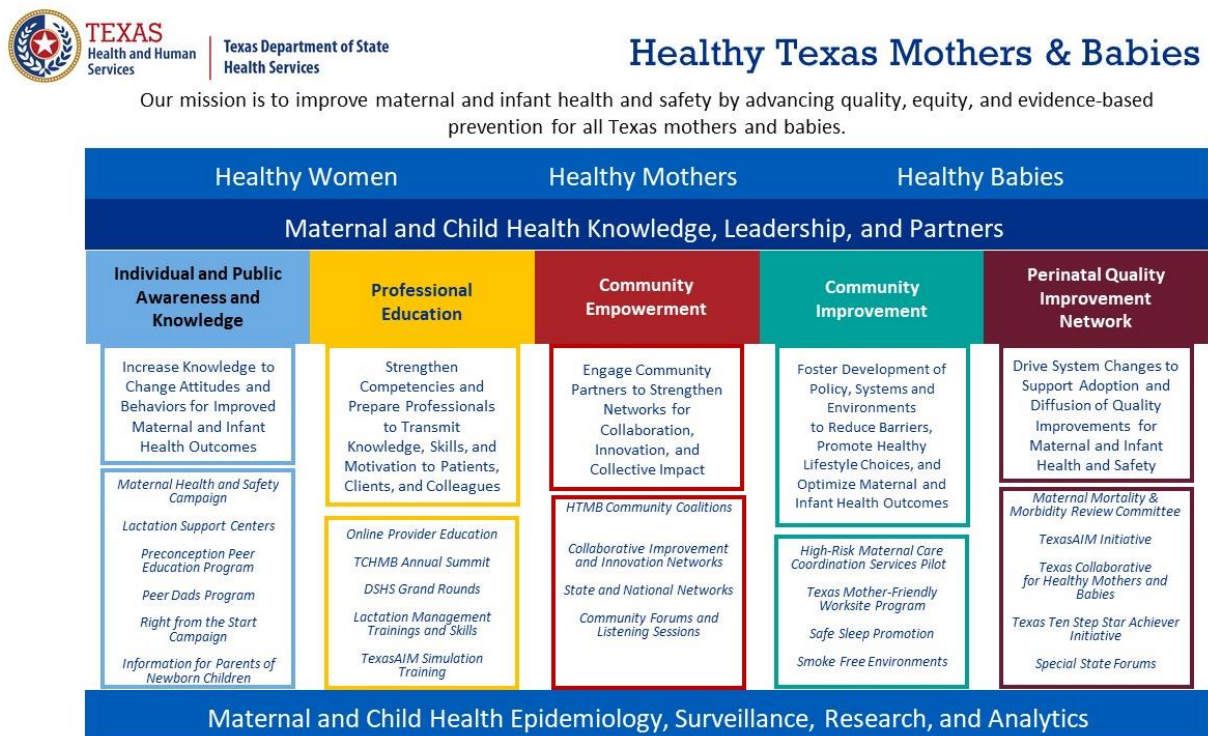 TEXAS
Health and Human
Services
Texas Department of State
Health Services
Healthy Texas Mothers & Babies
Our mission is to improve maternal and infant health and safety by advancing quality, equity, and evidence-based
prevention for all Texas mothers and babies.
Healthy Women
Healthy Mothers
Healthy Babies
Maternal and Child Health Knowledge, Leadership, and Partners
Individual and Public
Awareness and
Knowledge
Increase Knowledge to
Change Attitudes and
Behaviors for Improved
Maternal and Infant
Health Outcomes
Maternal Health and Safety
Campaign
Lactation Support Centers
Preconception Peer
Education Program
Peer Dads Program
Right from the Start
Campaign
Information for Parents of
Newborn Children
Professional
Education
Strengthen
Competencies and
Prepare Professionals
to Transmit
Knowledge, Skills, and
Motivation to Patients,
Clients, and Colleagues
Online Provider Education
TCHMB Annual Summit
DSHS Grand Rounds
Lactation Management
Trainings and Skills
TexasAIM Simulation
Training
Community
Empowerment
Engage Community
Partners to Strengthen
Networks for
Collaboration,
Innovation, and
Collective Impact
HTMB Community Coalitions
Collaborative Improvement
and Innovation Networks
State and National Networks
Community Forums and
Listening Sessions
Community
Improvement
Foster Development of
Policy, Systems and
Environments
to Reduce Barriers,
Promote Healthy
Lifestyle Choices, and
Optimize Maternal and
Infant Health Outcomes
High-Risk Maternal Care
Coordination Services Pilot
Texas Mother-Friendly
Worksite Program
Safe Sleep Promotion
Smoke Free Environments
Perinatal Quality
Improvement
Network
Drive System Changes to
Support Adoption and
Diffusion of Quality
Improvements for
Maternal and Infant
Health and Safety
Maternal Mortality &
Morbidity Review Committee
TexasAIM Initiative
Texas Collaborative
for Healthy Mothers and
Babies
Texas Ten Step Star Achiever
Initiative
Special State Forums
Maternal and Child Health Epidemiology, Surveillance, Research, and Analytics